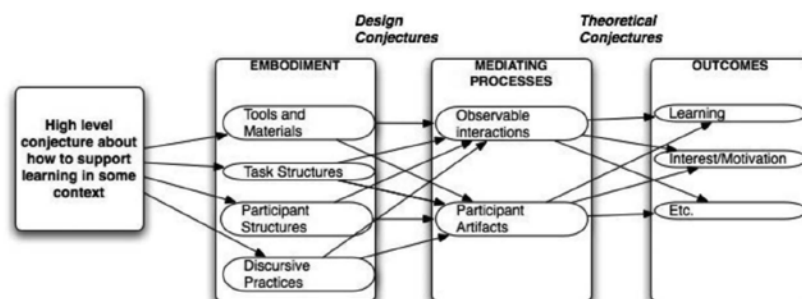 Design
Conjectures
Theoretical
Conjectures
EMBODIMENT
MEDIATING
PROCESSES
OUTCOMES
High level
conjecture about
how to support
learning in some
context
Tools and
Materials
Task Structures
Participant
Structures
Discursive
Practices
Observable
interactions
Participant
Artifacts
Learning
Interest/Motivation
Etc.